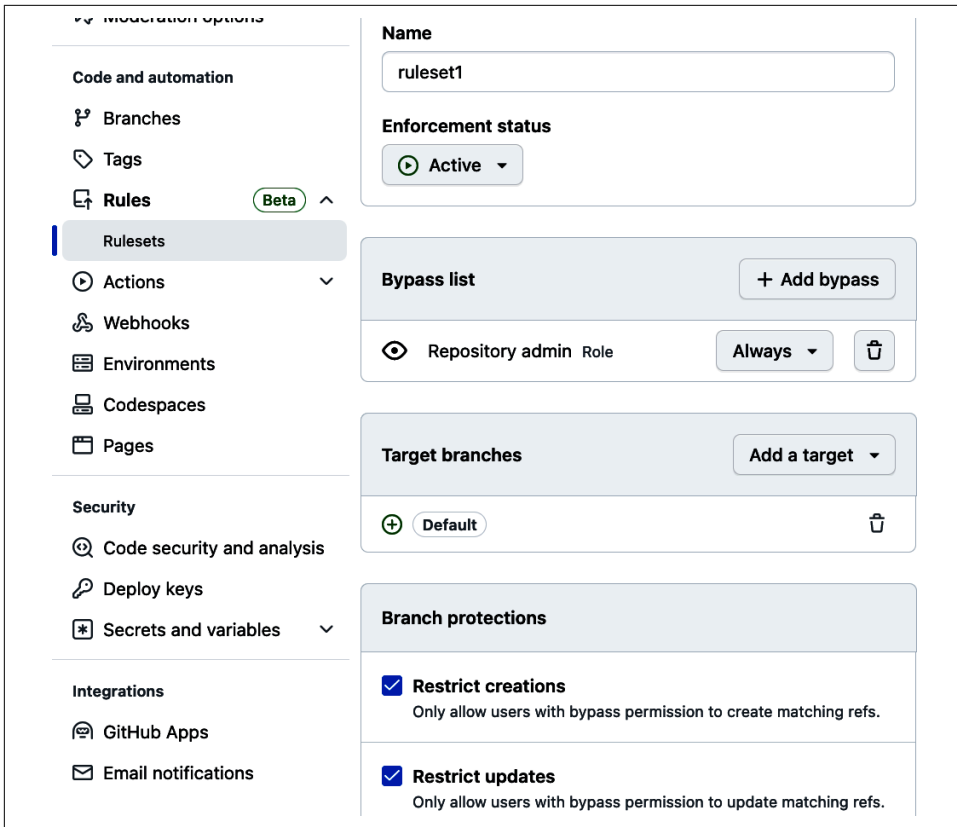 Moderation options
Code and automation
Branches
Tags
Rules Beta
Rulesets
Actions
Webhooks
Environments
Codespaces
Pages
Security
Code security and analysis
Deploy keys
Secrets and variables
Integrations
GitHub Apps
Email notifications
Name
ruleset1
Enforcement status
Active
Bypass list
+ Add bypass
Repository admin Role
Always
Target branches
Add a target
Default
Branch protections
Restrict creations
Only allow users with bypass permission to create matching refs.
Restrict updates
Only allow users with bypass permission to update matching refs.